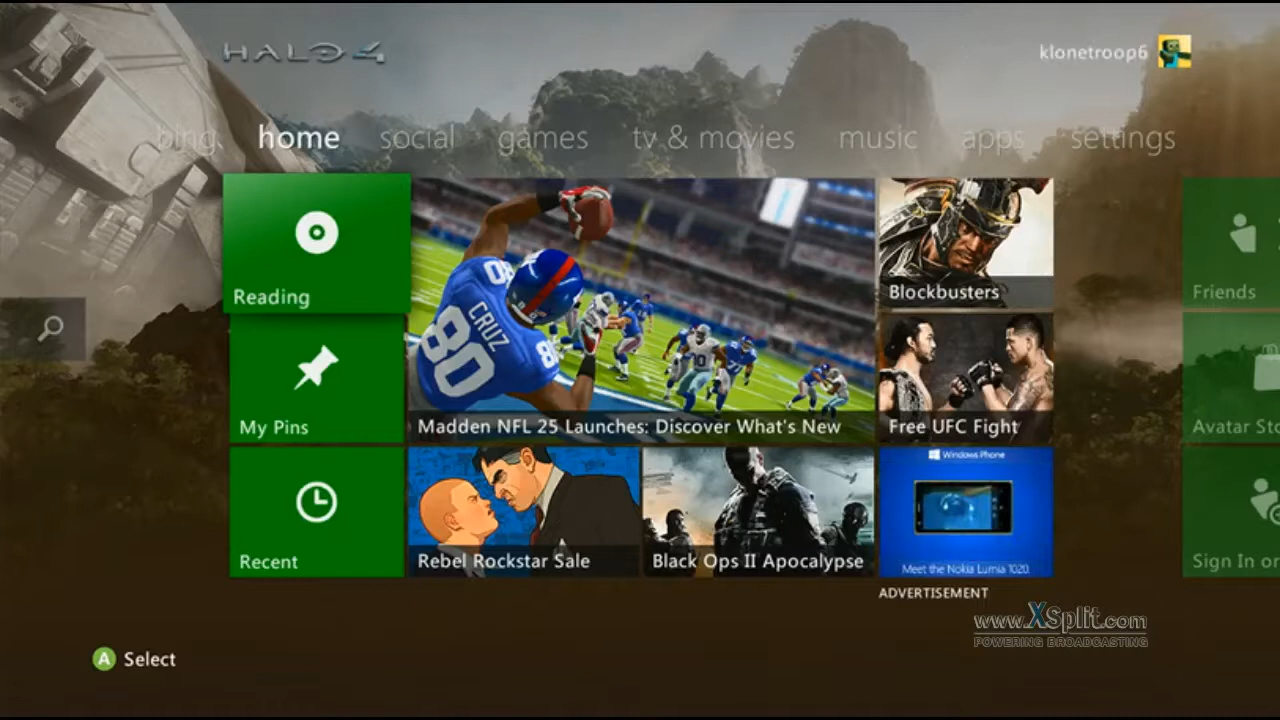 HALO 4
klonetroop6
bing
home
social
games
tv & movies
music
apps
settings
Reading
My Pins
Recent
CRUZ
80
Madden NFL 25 Launches: Discover What's New
Rebel Rockstar Sale
Black Ops II Apocalypse
Blockbusters
Free UFC Fight
Windows Phone
Meet the Nokia Lumia 1020.
ADVERTISEMENT
Friends
Avatar Sto
Sign In or
www.XSplit.com
POWERING BROADCASTING
A Select